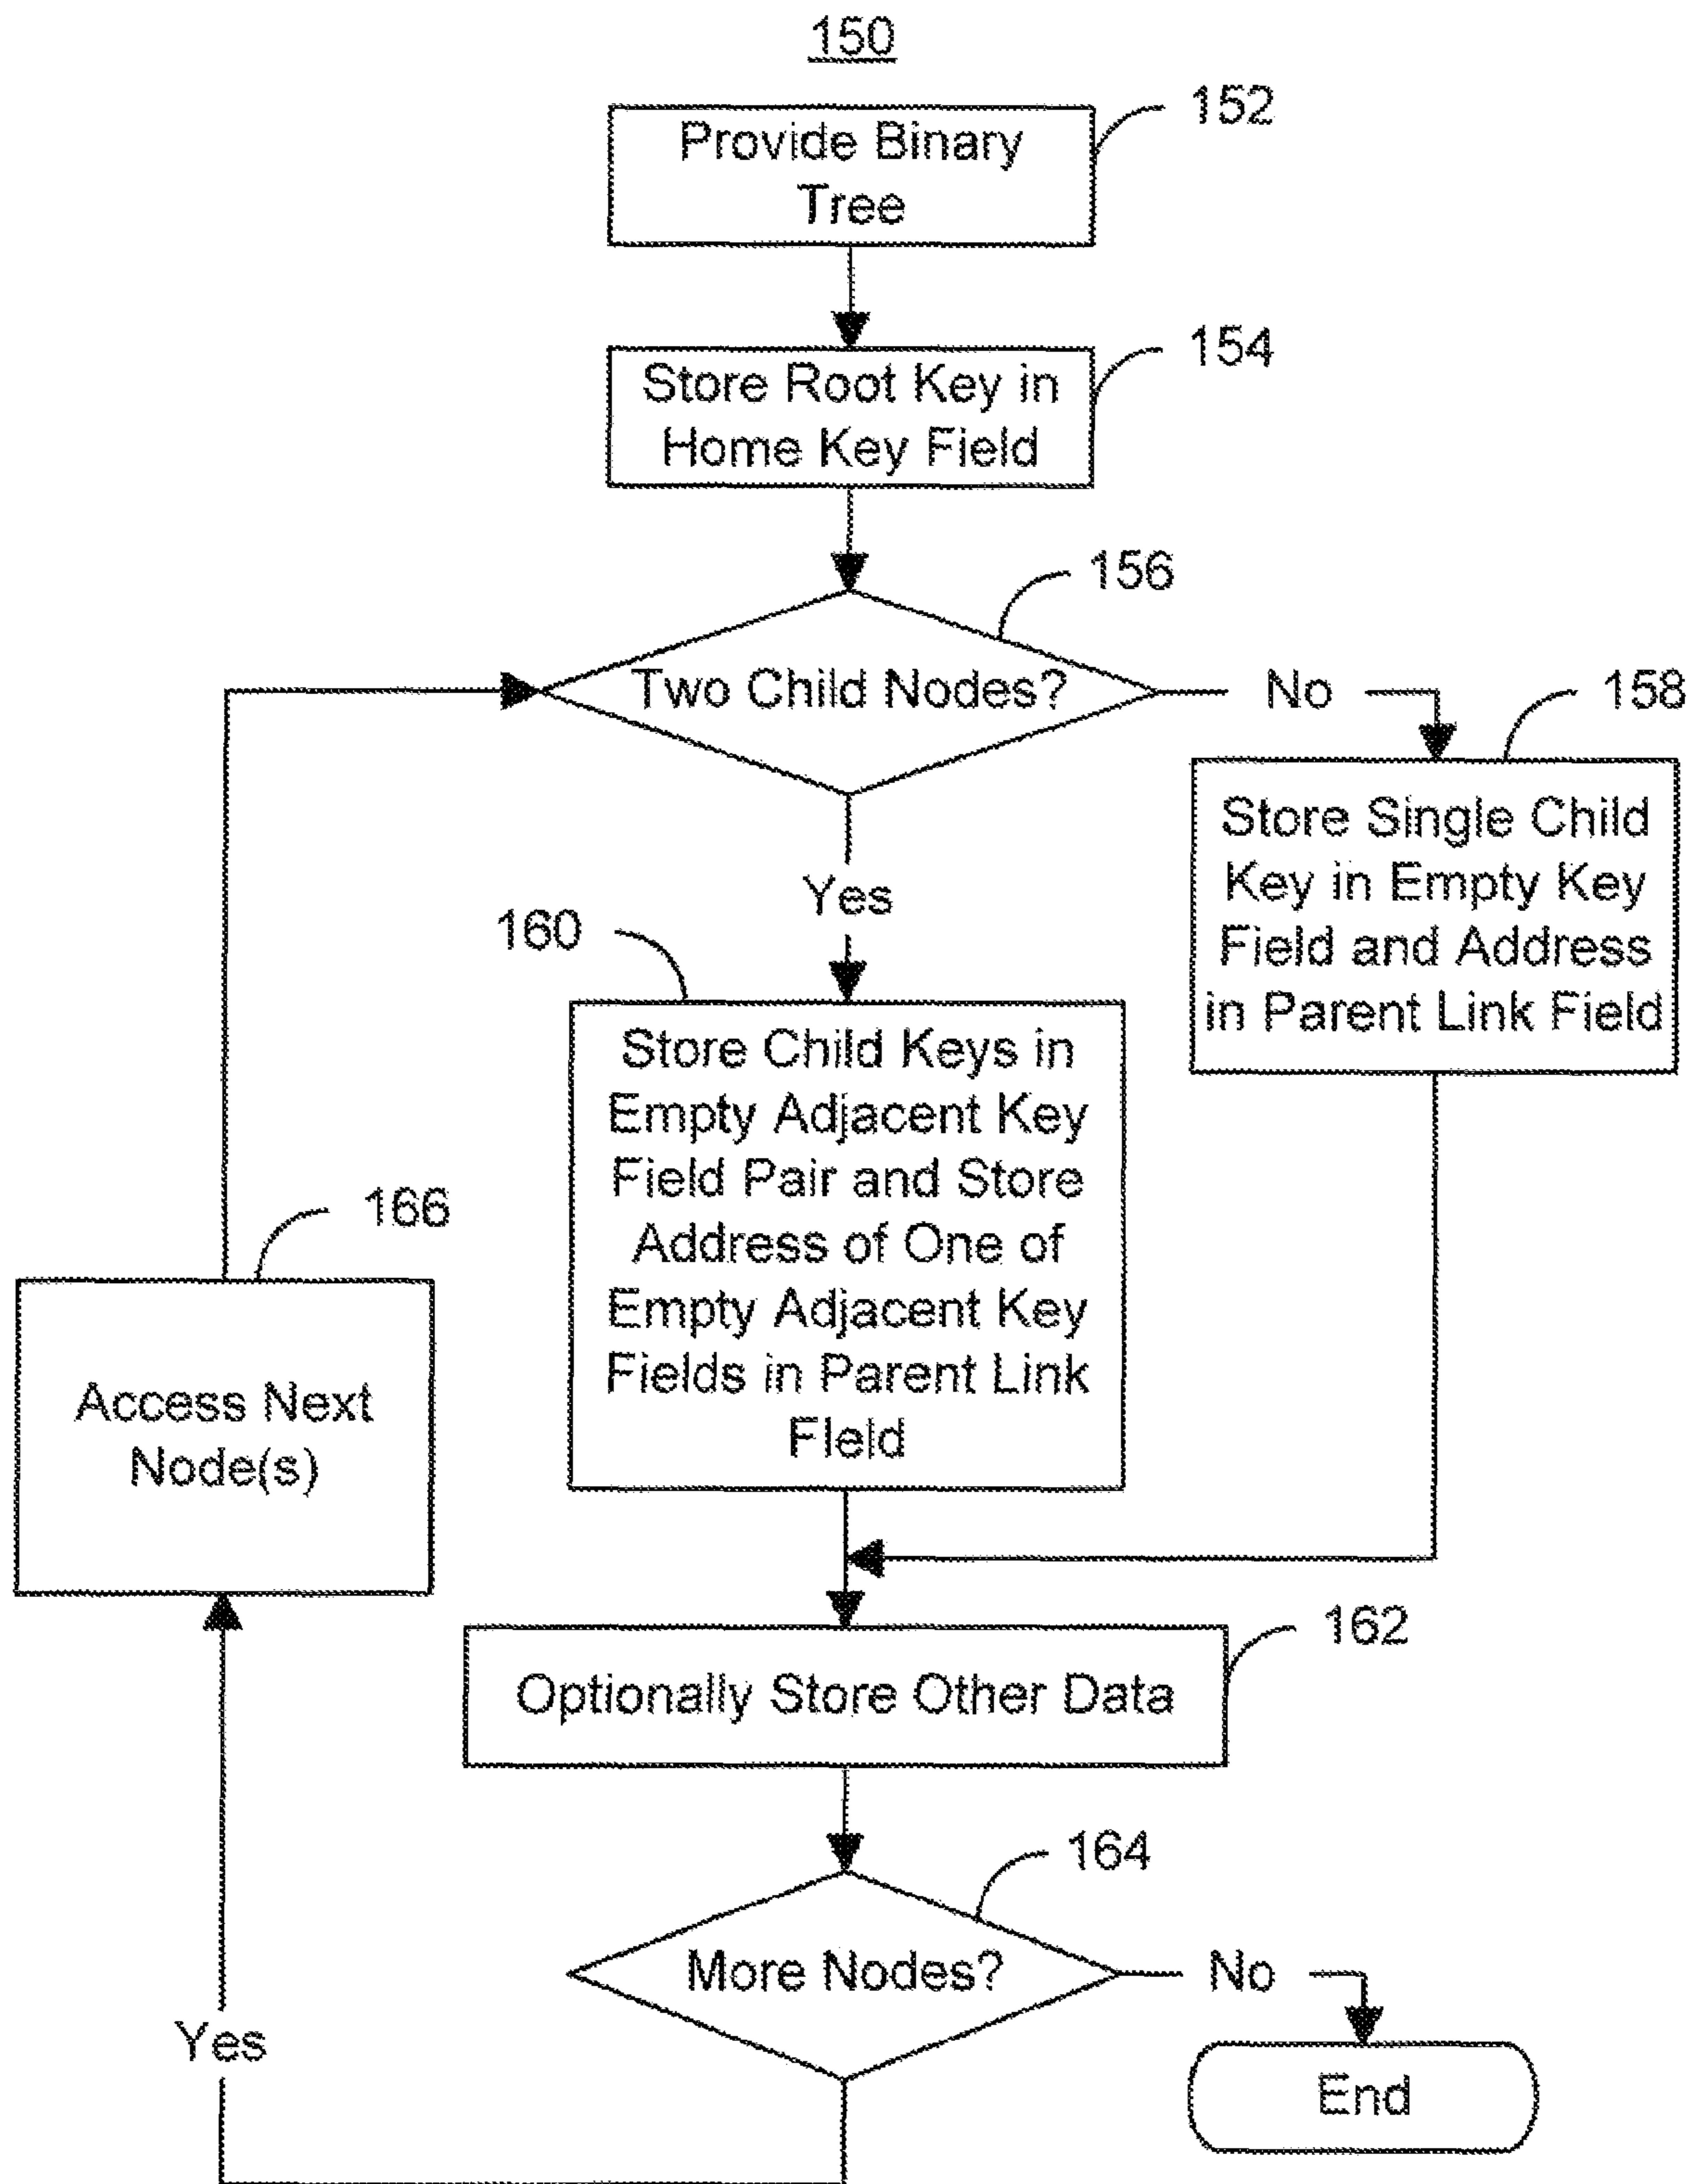 150
152
Provide Binary
Tree
154
Store Root Key in
Home Key Field
156
Two Child Nodes?
No
158
Store Single Child
Key in Empty Key
Field and Address
in Parent Link Field
Yes
160
Store Child Keys in
Empty Adjacent Key
Field Pair and Store
Address of One of
Empty Adjacent Key
Fields in Parent Link
FIeld
166
Access Next
Node(s)
162
Optionally Store Other Data
164
More Nodes?
No
Yes
End